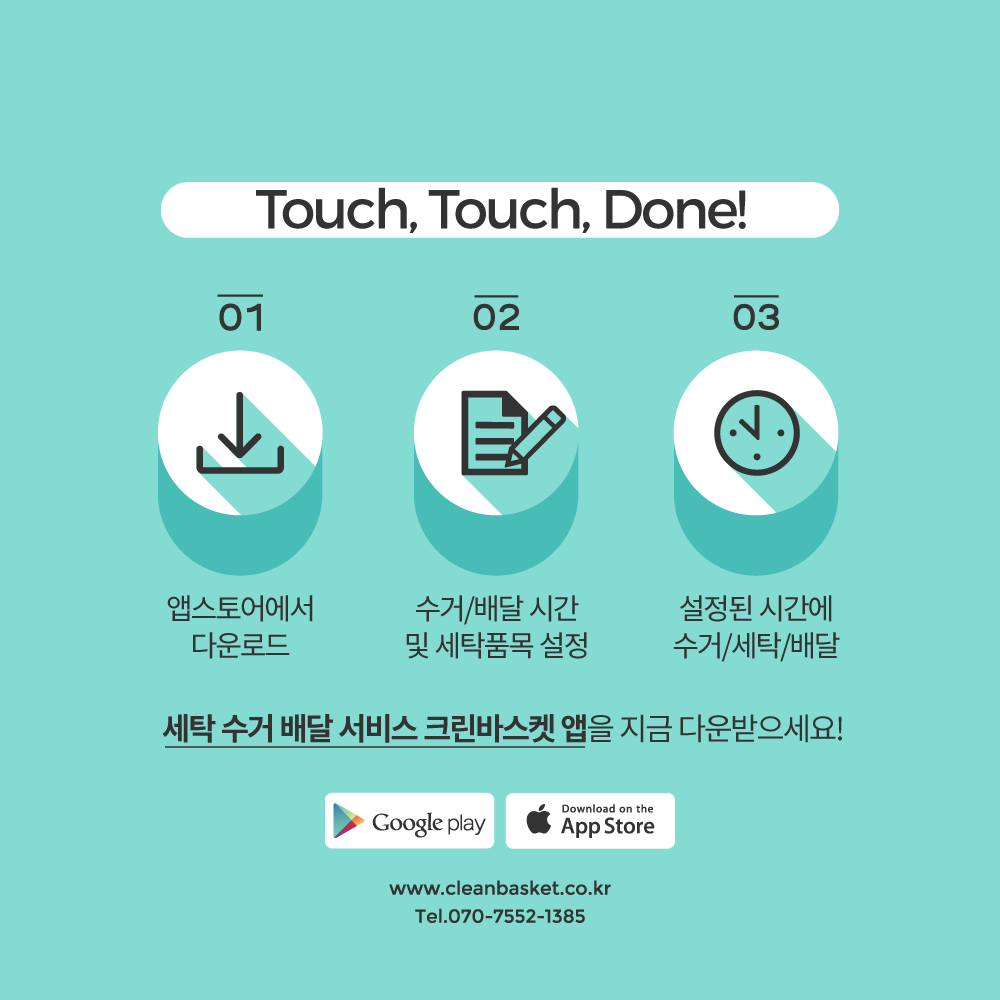 Touch, Touch, Done!
01
02
03
앱스토어에서
다운로드
수거/배달 시간
및 세탁품목 설정
설정된 시간에
수거/세탁/배달
세탁 수거 배달 서비스 크린바스켓 앱을 지금 다운받으세요!
Google play
Download on the
App Store
www.cleanbasket.co.kr
Tel.070-7552-1385